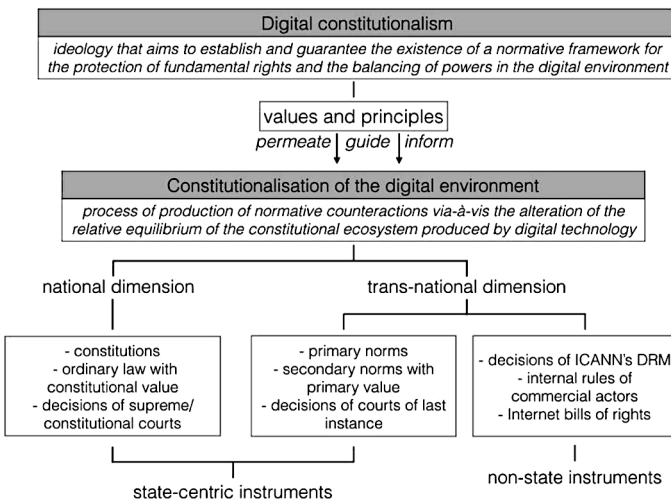 Digital constitutionalism
ideology that aims to establish and guarantee the existence of a normative framework for
the protection of fundamental rights and the balancing of powers in the digital environment
values and principles
permeate guide inform
Constitutionalisation of the digital environment
process of production of normative counteractions via-à-vis the alteration of the
relative equilibrium of the constitutional ecosystem produced by digital technology
national dimension
trans-national dimension
- constitutions
- ordinary law with
constitutional value
- decisions of supreme/
constitutional courts
- primary norms
- secondary norms with
primary value
- decisions of courts of last
instance
- decisions of ICANN's DRM
- internal rules of
commercial actors
- Internet bills of rights
state-centric instruments
non-state instruments